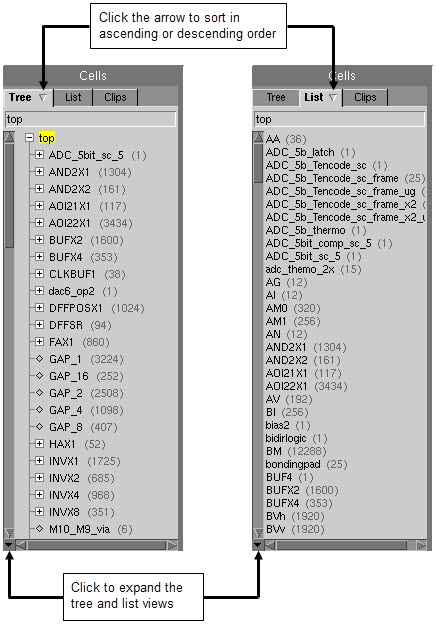 Click the arrow to sort in
ascending or descending order
Cells
Tree List Clips
top
top
ADC_5bit_sc_5 (1)
AND2X1 (1304)
AND2X2 (161)
AOI21X1 (117)
AOI22X1 (3434)
BUFX2 (1600)
BUFX4 (353)
CLKBUF1 (38)
dac6_op2 (1)
DFFPOSX1 (1024)
DFFSR (94)
FAX1 (860)
GAP_1 (3224)
GAP_16 (252)
GAP_2 (2508)
GAP_4 (1098)
GAP_8 (407)
HAX1 (52)
INVX1 (1725)
INVX2 (685)
INVX4 (968)
INVX8 (351)
M10_M9_via (6)
Cells
Tree List Clips
top
AA (36)
ADC_5b_latch (1)
ADC_5b_Tencode_sc (1)
ADC_5b_Tencode_sc_frame (25)
ADC_5b_Tencode_sc_frame_ug (
ADC_5b_Tencode_sc_frame_x2 (
ADC_5b_Tencode_sc_frame_x2_u
ADC_5b_thermo (1)
ADC_5bit_comp_sc_5 (1)
ADC_5bit_sc_5 (1)
adc_themo_2x (15)
AG (12)
AI (12)
AM0 (320)
AM1 (256)
AN (12)
AND2X1 (1304)
AND2X2 (161)
AOI21X1 (117)
AOI22X1 (3434)
AV (192)
BI (256)
bias2 (1)
bidirlogic (1)
BM (12288)
bondingpad (25)
BUF4 (1)
BUFX2 (1600)
BUFX4 (353)
BVh (1920)
BVv (1920)
Click to expand the
tree and list views